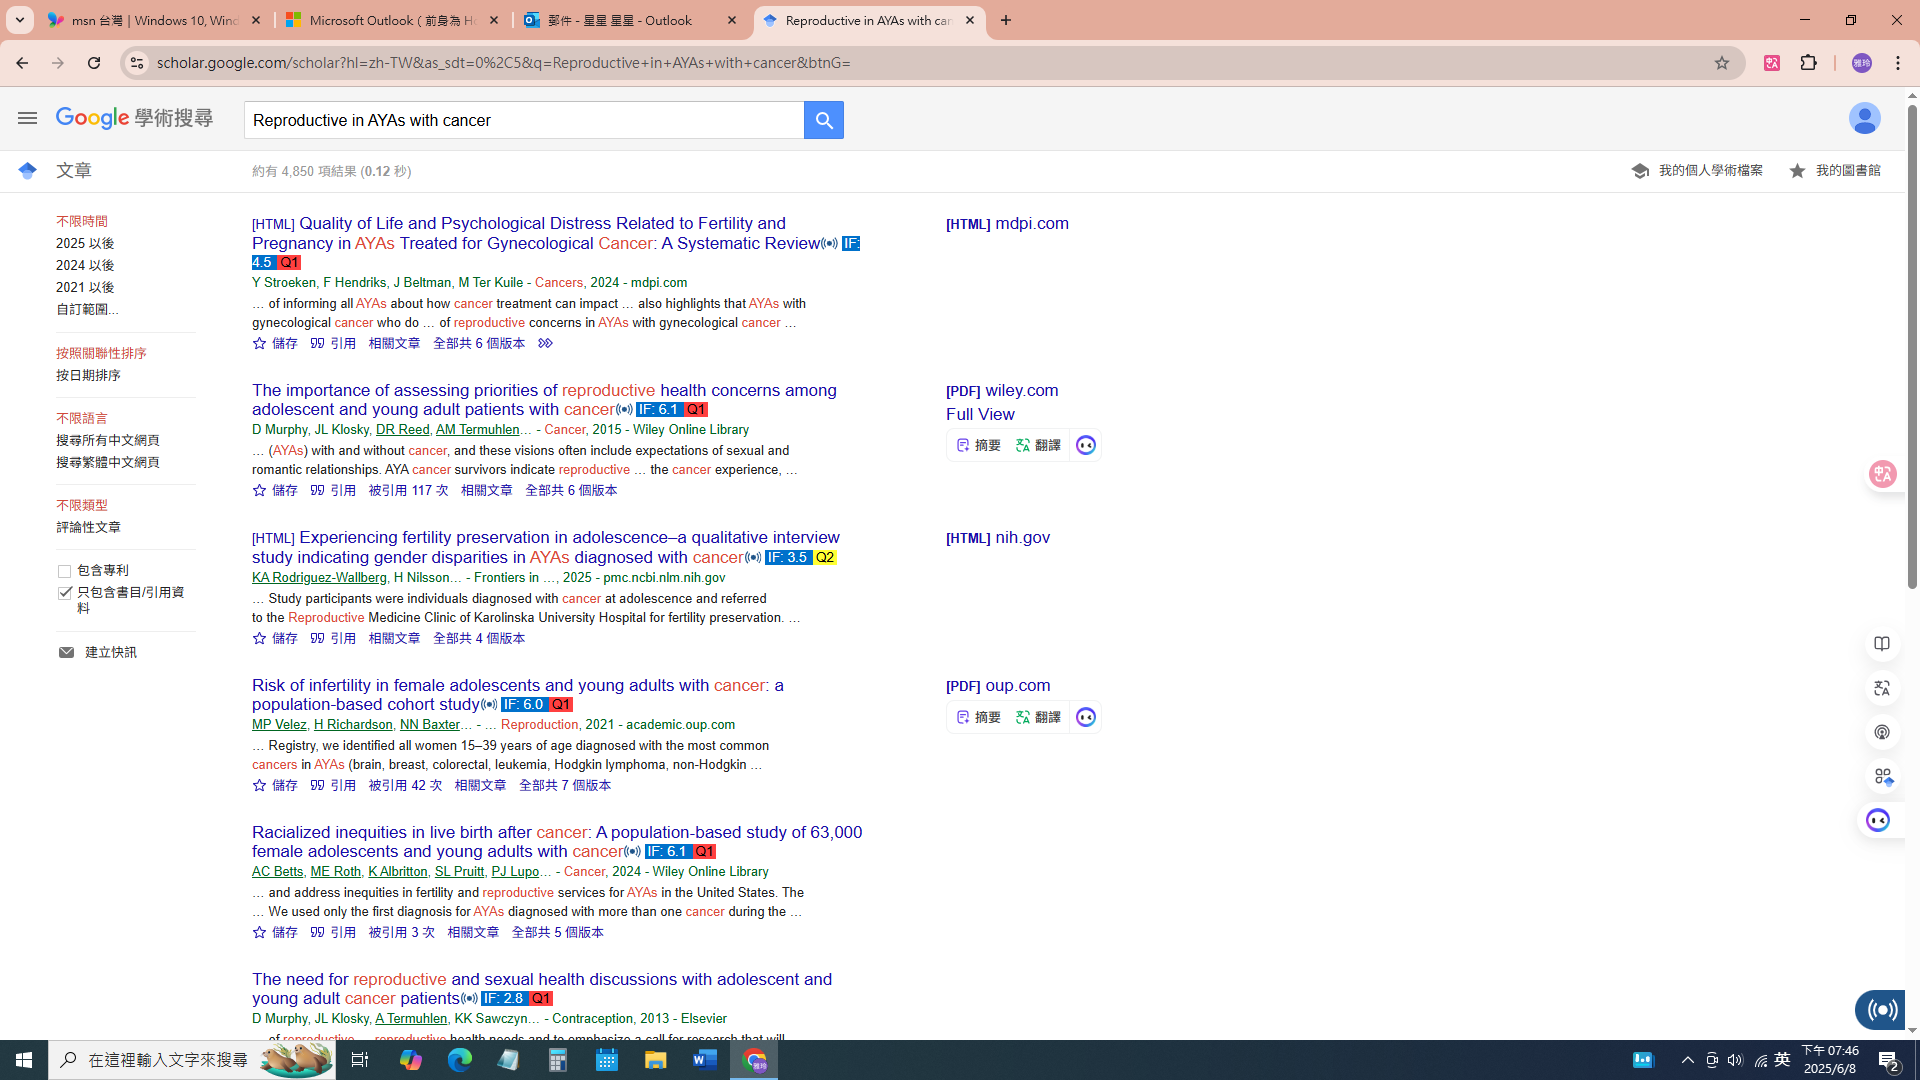 msn 台灣 | Windows 10, Wind
Microsoft Outlook（前身為 Ho
郵件 - 星星 星星 - Outlook
Reproductive in AYAs with can
scholar.google.com/scholar?hl=zh-TW&as_sdt=0%2C5&q=Reproductive+in+AYAs+with+cancer&btnG=
雅玲
Google 學術搜尋
Reproductive in AYAs with cancer
文章
約有 4,850 項結果 (0.12 秒)
我的個人學術檔案
我的圖書館
不限時間
2025 以後
2024 以後
2021 以後
自訂範圍...
按照關聯性排序
按日期排序
不限語言
搜尋所有中文網頁
搜尋繁體中文網頁
不限類型
評論性文章
包含專利
只包含書目/引用資
料
建立快訊
[HTML] Quality of Life and Psychological Distress Related to Fertility and
Pregnancy in AYAs Treated for Gynecological Cancer: A Systematic Review IF:
4.5 Q1
Y Stroeken, F Hendriks, J Beltman, M Ter Kuile - Cancers, 2024 - mdpi.com
… of informing all AYAs about how cancer treatment can impact … also highlights that AYAs with
gynecological cancer who do … of reproductive concerns in AYAs with gynecological cancer …
儲存 引用 相關文章 全部共 6 個版本
[HTML] mdpi.com
The importance of assessing priorities of reproductive health concerns among
adolescent and young adult patients with cancer IF: 6.1 Q1
D Murphy, JL Klosky, DR Reed, AM Termuhlen… - Cancer, 2015 - Wiley Online Library
… (AYAs) with and without cancer, and these visions often include expectations of sexual and
romantic relationships. AYA cancer survivors indicate reproductive … the cancer experience, …
儲存 引用 被引用 117 次 相關文章 全部共 6 個版本
[PDF] wiley.com
Full View
摘要 翻譯
[HTML] Experiencing fertility preservation in adolescence–a qualitative interview
study indicating gender disparities in AYAs diagnosed with cancer IF: 3.5 Q2
KA Rodriguez-Wallberg, H Nilsson… - Frontiers in …, 2025 - pmc.ncbi.nlm.nih.gov
… Study participants were individuals diagnosed with cancer at adolescence and referred
to the Reproductive Medicine Clinic of Karolinska University Hospital for fertility preservation. …
儲存 引用 相關文章 全部共 4 個版本
[HTML] nih.gov
Risk of infertility in female adolescents and young adults with cancer: a
population-based cohort study IF: 6.0 Q1
MP Velez, H Richardson, NN Baxter… - … Reproduction, 2021 - academic.oup.com
… Registry, we identified all women 15–39 years of age diagnosed with the most common
cancers in AYAs (brain, breast, colorectal, leukemia, Hodgkin lymphoma, non-Hodgkin …
儲存 引用 被引用 42 次 相關文章 全部共 7 個版本
[PDF] oup.com
摘要 翻譯
Racialized inequities in live birth after cancer: A population-based study of 63,000
female adolescents and young adults with cancer IF: 6.1 Q1
AC Betts, ME Roth, K Albritton, SL Pruitt, PJ Lupo… - Cancer, 2024 - Wiley Online Library
… and address inequities in fertility and reproductive services for AYAs in the United States. The
… We used only the first diagnosis for AYAs diagnosed with more than one cancer during the …
儲存 引用 被引用 3 次 相關文章 全部共 5 個版本
The need for reproductive and sexual health discussions with adolescent and
young adult cancer patients IF: 2.8 Q1
D Murphy, JL Klosky, A Termuhlen, KK Sawczyn… - Contraception, 2013 - Elsevier
of reproductive … reproductive health needs and to emphasize a call for research that will
在這裡輸入文字來搜尋
英
下午 07:46
2025/6/8
2